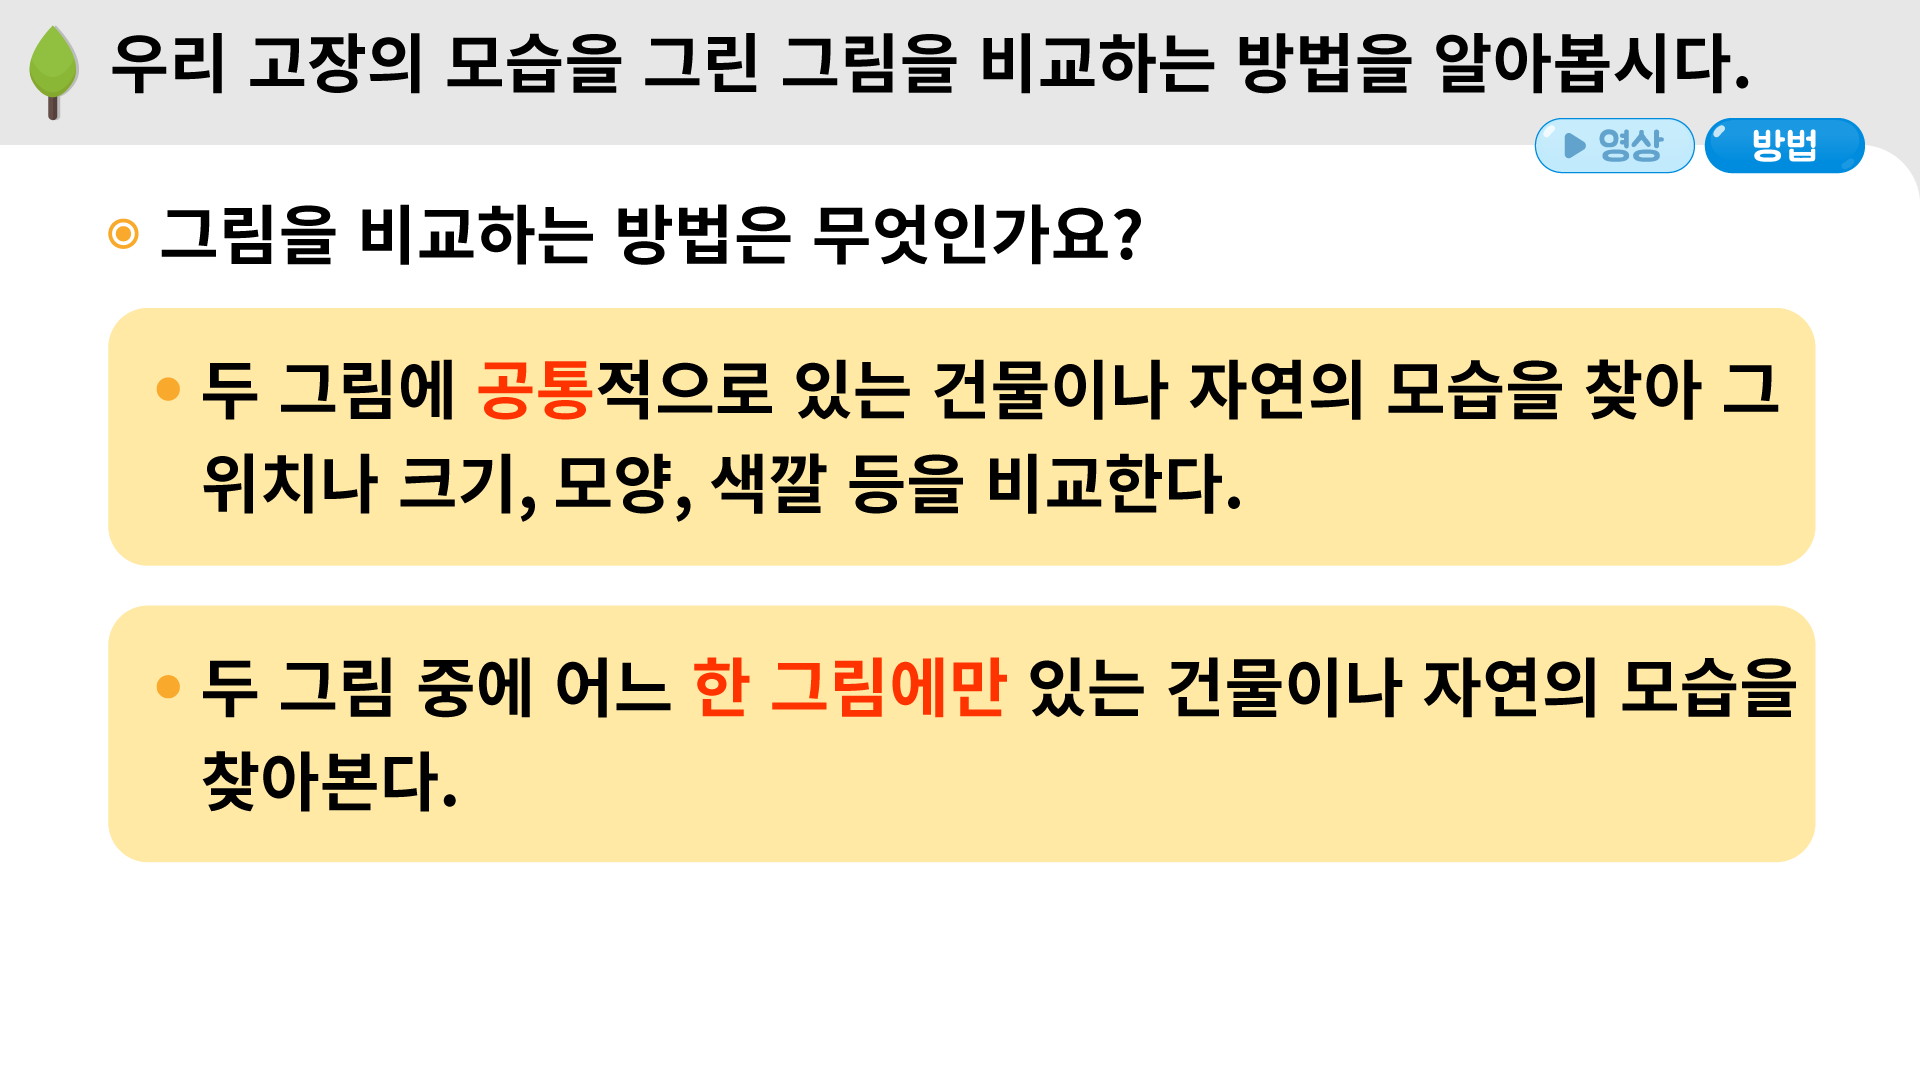 우리 고장의 모습을 그린 그림을 비교하는 방법을 알아봅시다.
영상
방법
그림을 비교하는 방법은 무엇인가요?
두 그림에 공통적으로 있는 건물이나 자연의 모습을 찾아 그
위치나 크기, 모양, 색깔 등을 비교한다.
두 그림 중에 어느 한 그림에만 있는 건물이나 자연의 모습을
찾아본다.